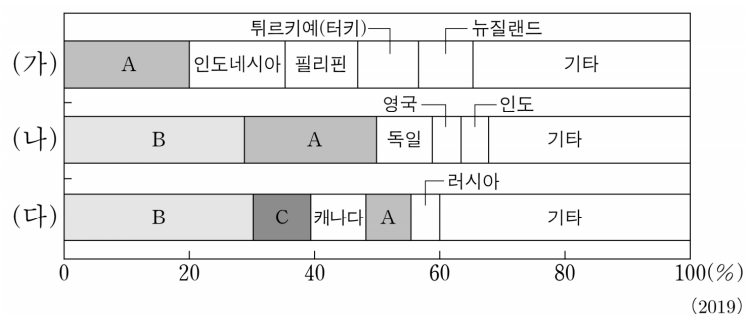 튀르키예(터키) 뉴질랜드
(가) A 인도네시아 필리핀 기타
영국 인도
(나) B A 독일 기타
러시아
(다) B C 캐나다 A 기타
0 20 40 60 80 100(%)
(2019)